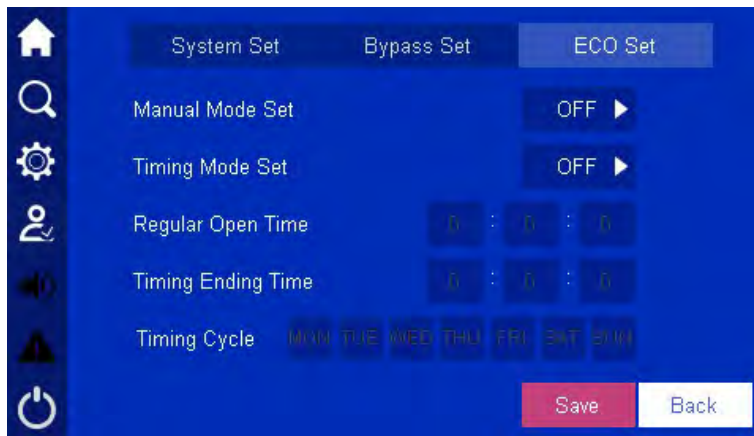 System Set Bypass Set ECO Set
Manual Mode Set OFF
Timing Mode Set OFF
Regular Open Time 0 : 0 : 0
Timing Ending Time 0 : 0 : 0
Timing Cycle MON TUE WED THU FRI SAT SUN
Save Back